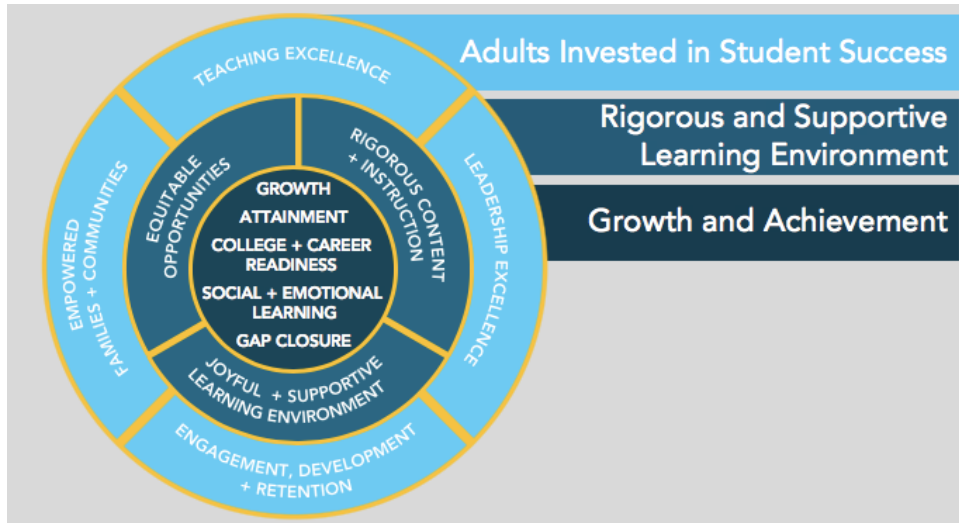 TEACHING EXCELLENCE
Adults Invested in Student Success
Rigorous and Supportive
Learning Environment
Growth and Achievement
LEADERSHIP EXCELLENCE
ENGAGEMENT, DEVELOPMENT
+ RETENTION
EMPOWERED
FAMILIES + COMMUNITIES
EQUITABLE
OPPORTUNITIES
RIGOROUS CONTENT
+ INSTRUCTION
JOYFUL + SUPPORTIVE
LEARNING ENVIRONMENT
GROWTH
ATTAINMENT
COLLEGE + CAREER
READINESS
SOCIAL + EMOTIONAL
LEARNING
GAP CLOSURE